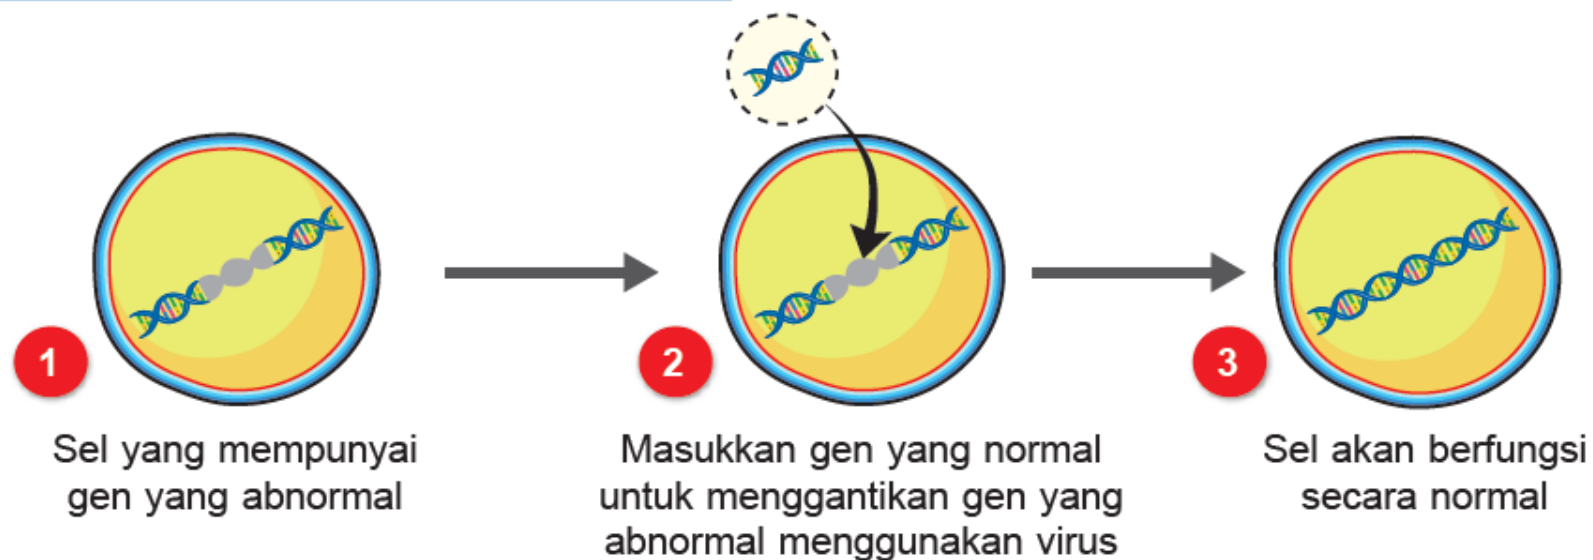 1
Sel yang mempunyai
gen yang abnormal
2
Masukkan gen yang normal
untuk menggantikan gen yang
abnormal menggunakan virus
3
Sel akan berfungsi
secara normal